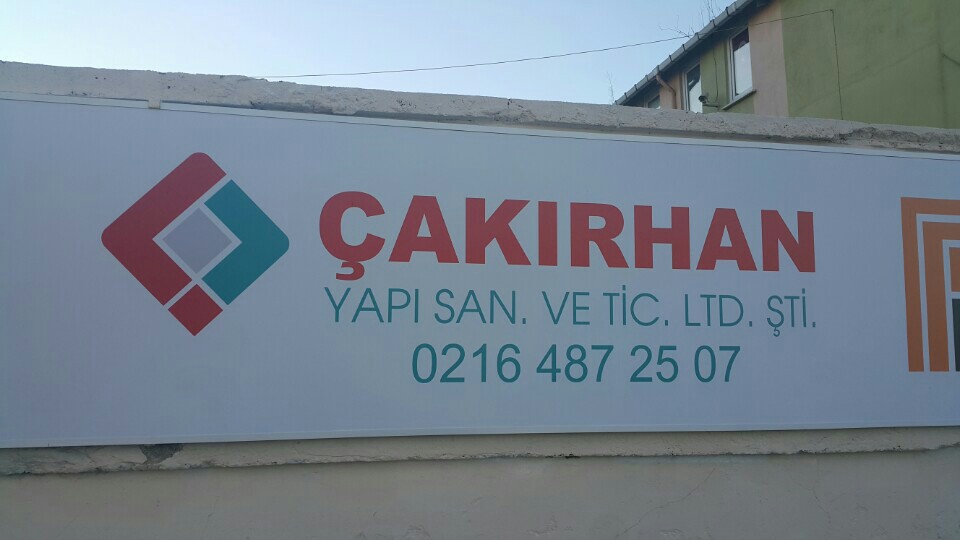 ÇAKIRHAN
YAPI SAN. VE TİC. LTD. ŞTİ.
0216 487 25 07